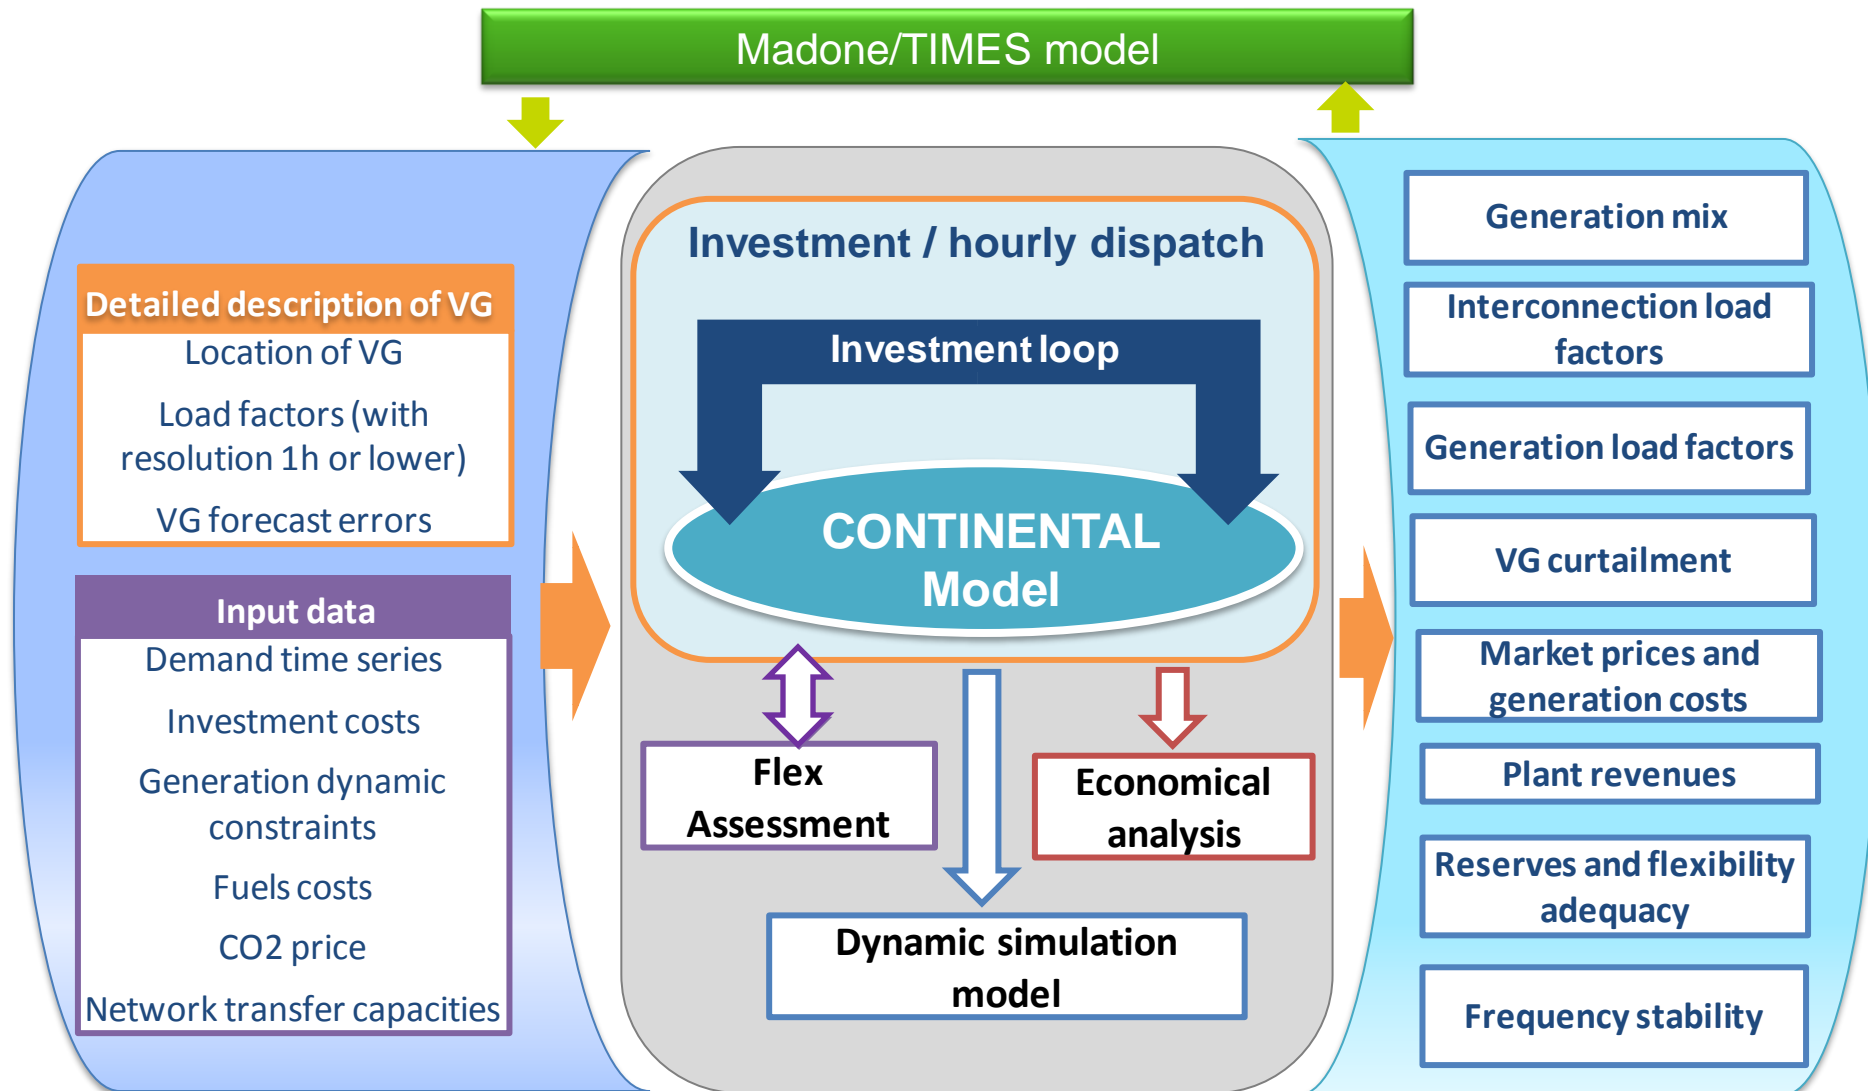 Madone/TIMES model
Detailed description of VG
Location of VG
Load factors (with
resolution 1h or lower)
VG forecast errors
Input data
Demand time series
Investment costs
Generation dynamic
constraints
Fuels costs
CO2 price
Network transfer capacities
Investment / hourly dispatch
Investment loop
CONTINENTAL
Model
Flex
Assessment
Economical
analysis
Dynamic simulation
model
Generation mix
Interconnection load
factors
Generation load factors
VG curtailment
Market prices and
generation costs
Plant revenues
Reserves and flexibility
adequacy
Frequency stability